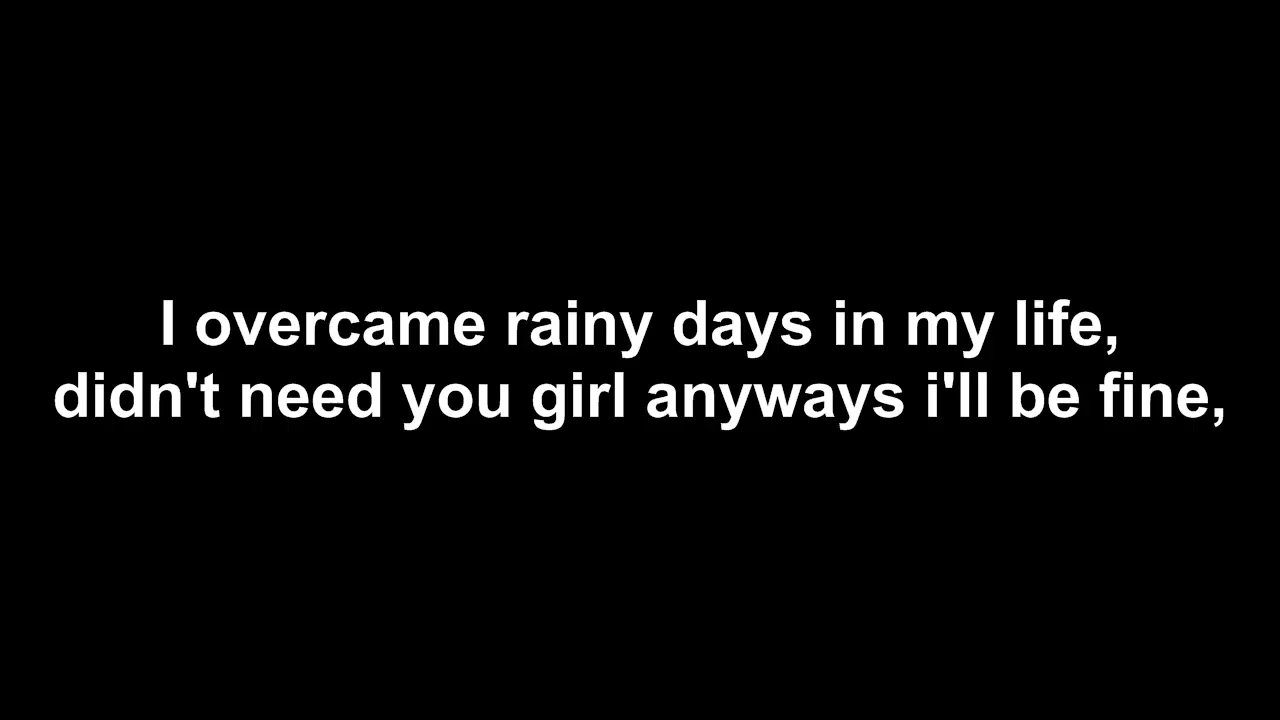 I overcame rainy days in my life,
didn't need you girl anyways i'll be fine,